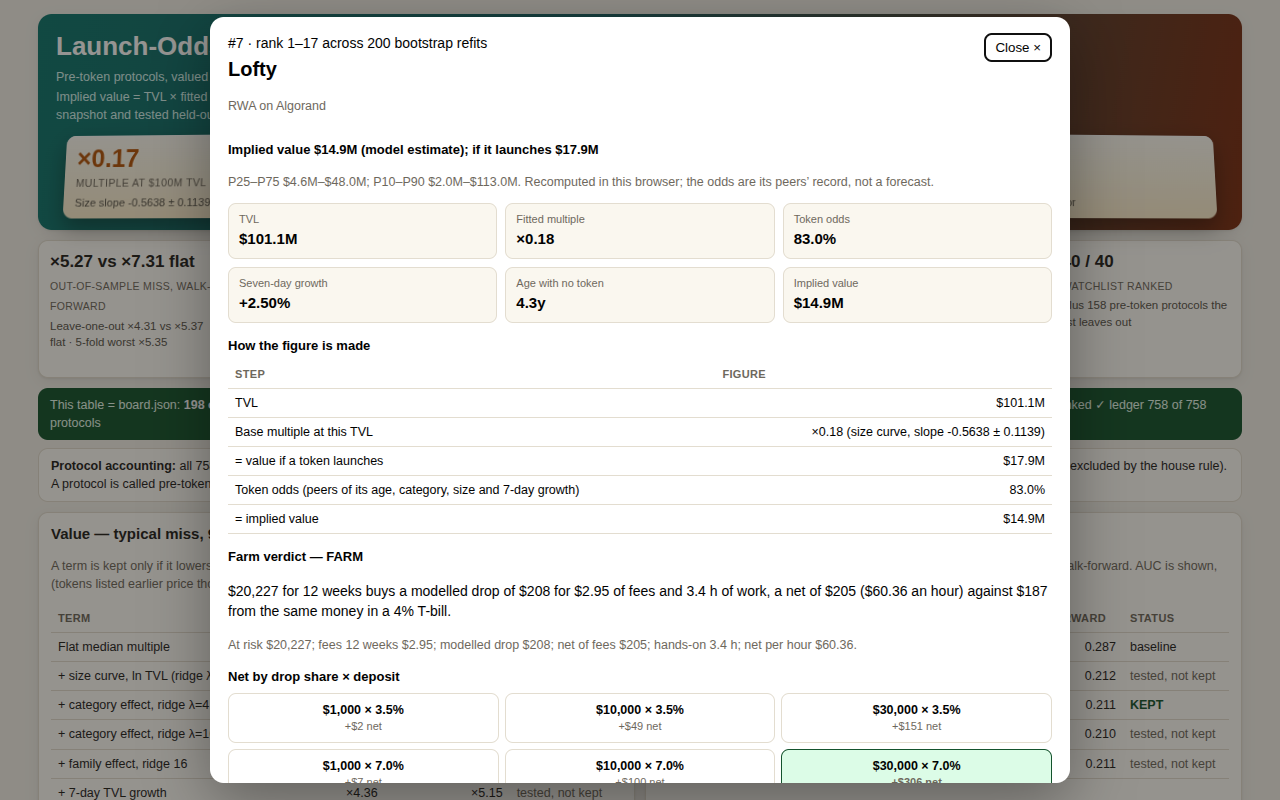 #7 · rank 1–17 across 200 bootstrap refits
Close ×
Lofty
RWA on Algorand
Implied value $14.9M (model estimate); if it launches $17.9M
P25–P75 $4.6M–$48.0M; P10–P90 $2.0M–$113.0M. Recomputed in this browser; the odds are its peers’ record, not a forecast.
TVL
$101.1M
Fitted multiple
×0.18
Token odds
83.0%
Seven-day growth
+2.50%
Age with no token
4.3y
Implied value
$14.9M
How the figure is made
STEP FIGURE
TVL $101.1M
Base multiple at this TVL ×0.18 (size curve, slope -0.5638 ± 0.1139)
= value if a token launches $17.9M
Token odds (peers of its age, category, size and 7-day growth) 83.0%
= implied value $14.9M
Farm verdict — FARM
$20,227 for 12 weeks buys a modelled drop of $208 for $2.95 of fees and 3.4 h of work, a net of $205 ($60.36 an hour) against $187
from the same money in a 4% T-bill.
At risk $20,227; fees 12 weeks $2.95; modelled drop $208; net of fees $205; hands-on 3.4 h; net per hour $60.36.
Net by drop share × deposit
$1,000 × 3.5%
+$2 net
$10,000 × 3.5%
+$49 net
$30,000 × 3.5%
+$151 net
$1,000 × 7.0%
+$7 net
$10,000 × 7.0%
+$100 net
$30,000 × 7.0%
+$306 net
Launch-Odd
Pre-token protocols, valued
Implied value = TVL × fitted
snapshot and tested held-ou
×0.17
MULTIPLE AT $100M TVL
Size slope -0.5638 ± 0.1139
×5.27 vs ×7.31 flat
OUT-OF-SAMPLE MISS, WALK-
FORWARD
Leave-one-out ×4.31 vs ×5.37
flat · 5-fold worst ×5.35
0 / 40
WATCHLIST RANKED
plus 158 pre-token protocols the
st leaves out
This table = board.json: 198
protocols
ked ✓ ledger 758 of 758
Protocol accounting: all 75
A protocol is called pre-token
excluded by the house rule).
Value — typical miss,
A term is kept only if it lowers
(tokens listed earlier price tho
alk-forward. AUC is shown,
TERM
WARD STATUS
Flat median multiple
0.287 baseline
+ size curve, ln TVL (ridge
0.212 tested, not kept
+ category effect, ridge λ=4
0.211 KEPT
+ category effect, ridge λ=1
0.210 tested, not kept
+ family effect, ridge 16
0.211 tested, not kept
+ 7-day TVL growth ×4.36 ×5.15 tested, not kept